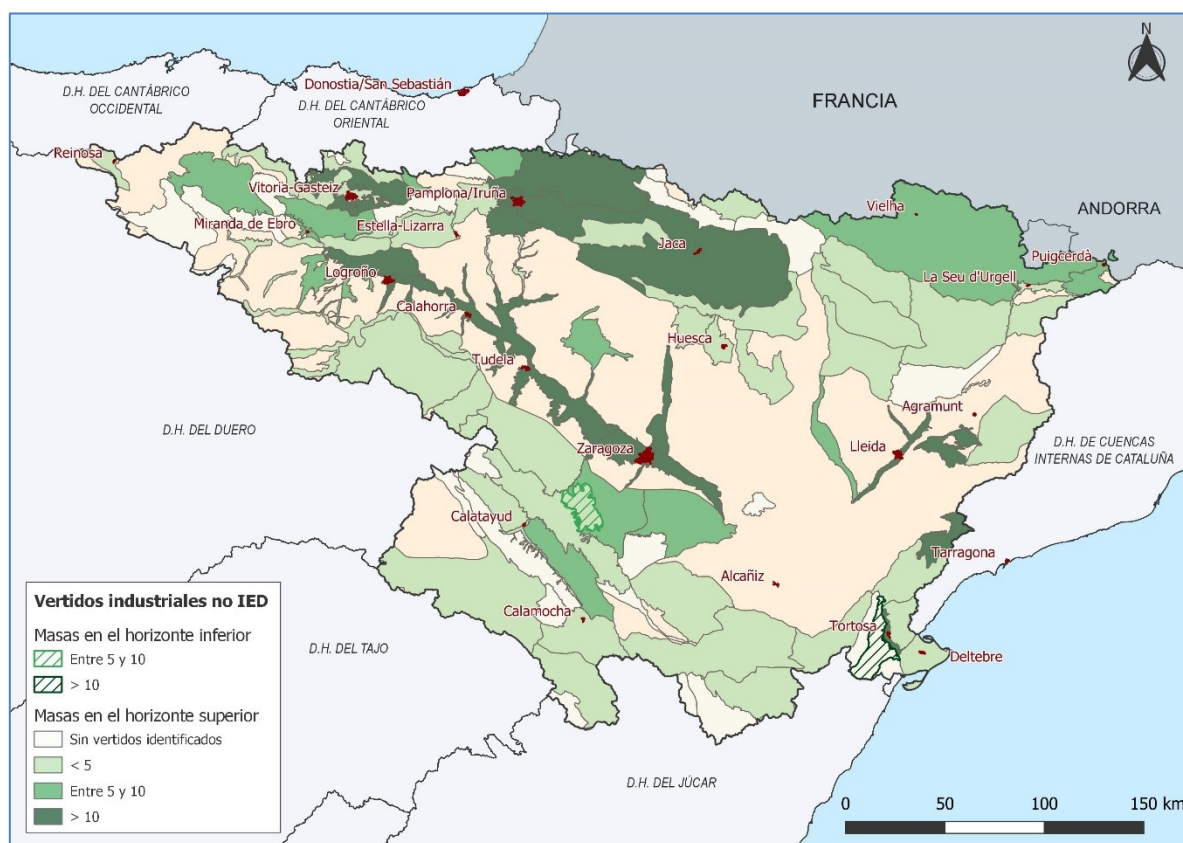 N
Donostia/San Sebastián
D.H. DEL CANTÁBRICO
OCCIDENTAL
D.H. DEL CANTÁBRICO
ORIENTAL
FRANCIA
Reinosa
Vitoria-Gasteiz
Pamplona/Iruña
Vielha
ANDORRA
Miranda de Ebro
Estella-Lizarra
Jaca
Puigcerdà
La Seu d'Urgell
Logroño
Calahorra
Huesca
Tudela
Agramunt
D.H. DEL DUERO
Zaragoza
Lleida
D.H. DE CUENCAS
INTERNAS DE CATALUÑA
Calatayud
Tarragona
Alcañiz
Calamocha
Tortosa
Deltebre
D.H. DEL TAJO
D.H. DEL JÚCAR
Vertidos industriales no IED
Masas en el horizonte inferior
Entre 5 y 10
> 10
Masas en el horizonte superior
Sin vertidos identificados
< 5
Entre 5 y 10
> 10
0 50 100 150 km